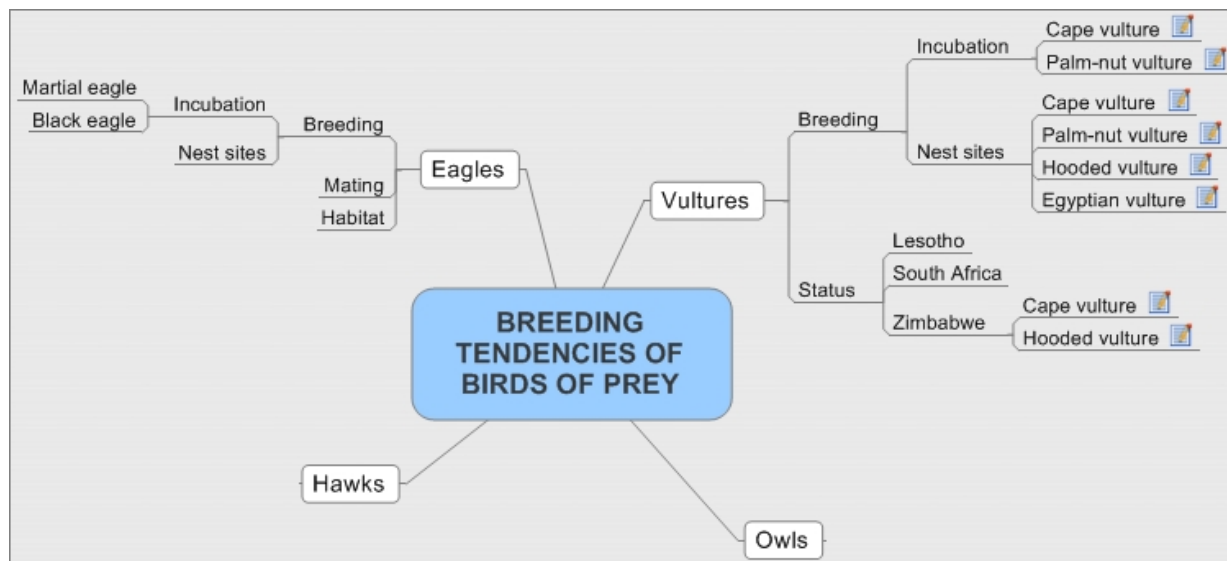 Martial eagle
Black eagle
Incubation
Nest sites
Breeding
Mating
Habitat
Eagles
Vultures
Breeding
Incubation
Cape vulture
Palm-nut vulture
Nest sites
Cape vulture
Palm-nut vulture
Hooded vulture
Egyptian vulture
Status
Lesotho
South Africa
Zimbabwe
Cape vulture
Hooded vulture
BREEDING
TENDENCIES OF
BIRDS OF PREY
Hawks
Owls